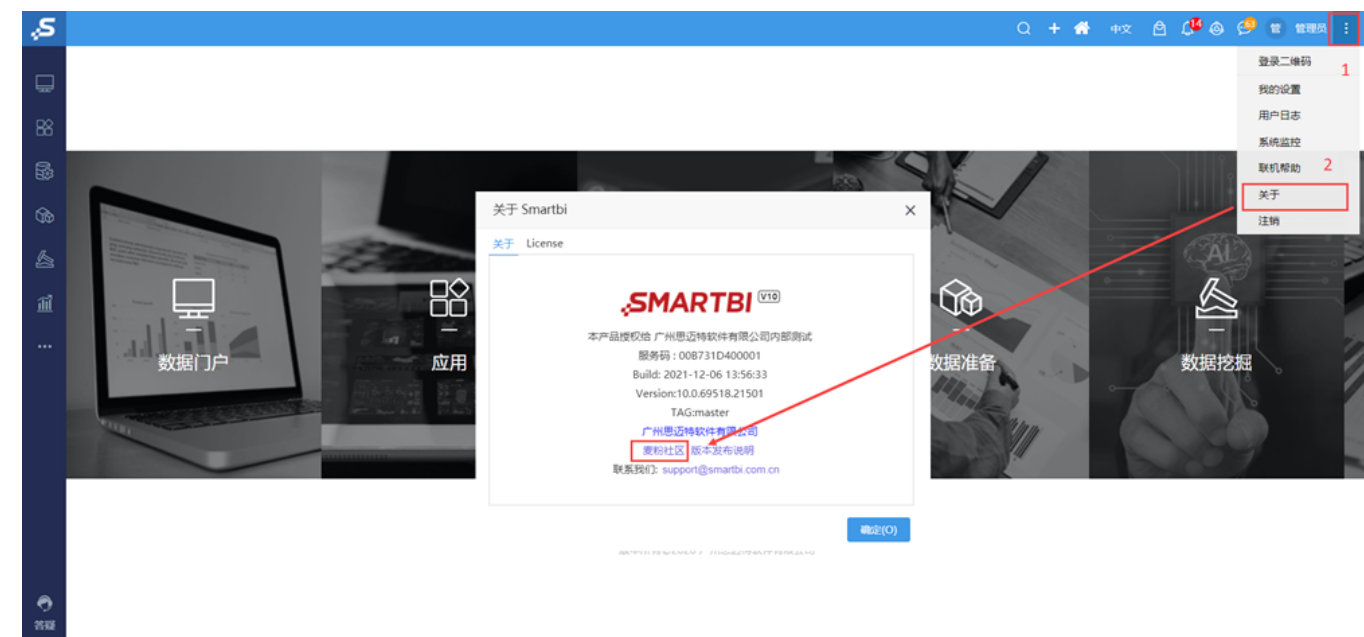 S
中文
14
63
管
管理员
1
登录二维码
我的设置
用户日志
系统监控
联机帮助
2
关于
注销
关于 Smartbi
关于 License
SMARTBI V10
本产品授权给 广州思迈特软件有限公司内部测试
服务码 : 00B731D400001
Build: 2021-12-06 13:56:33
Version:10.0.69518.21501
TAG:master
广州思迈特软件有限公司
麦粉社区 版本发布说明
联系我们: support@smartbi.com.cn
确定(O)
数据门户
应用
数据准备
AI
数据挖掘
答疑